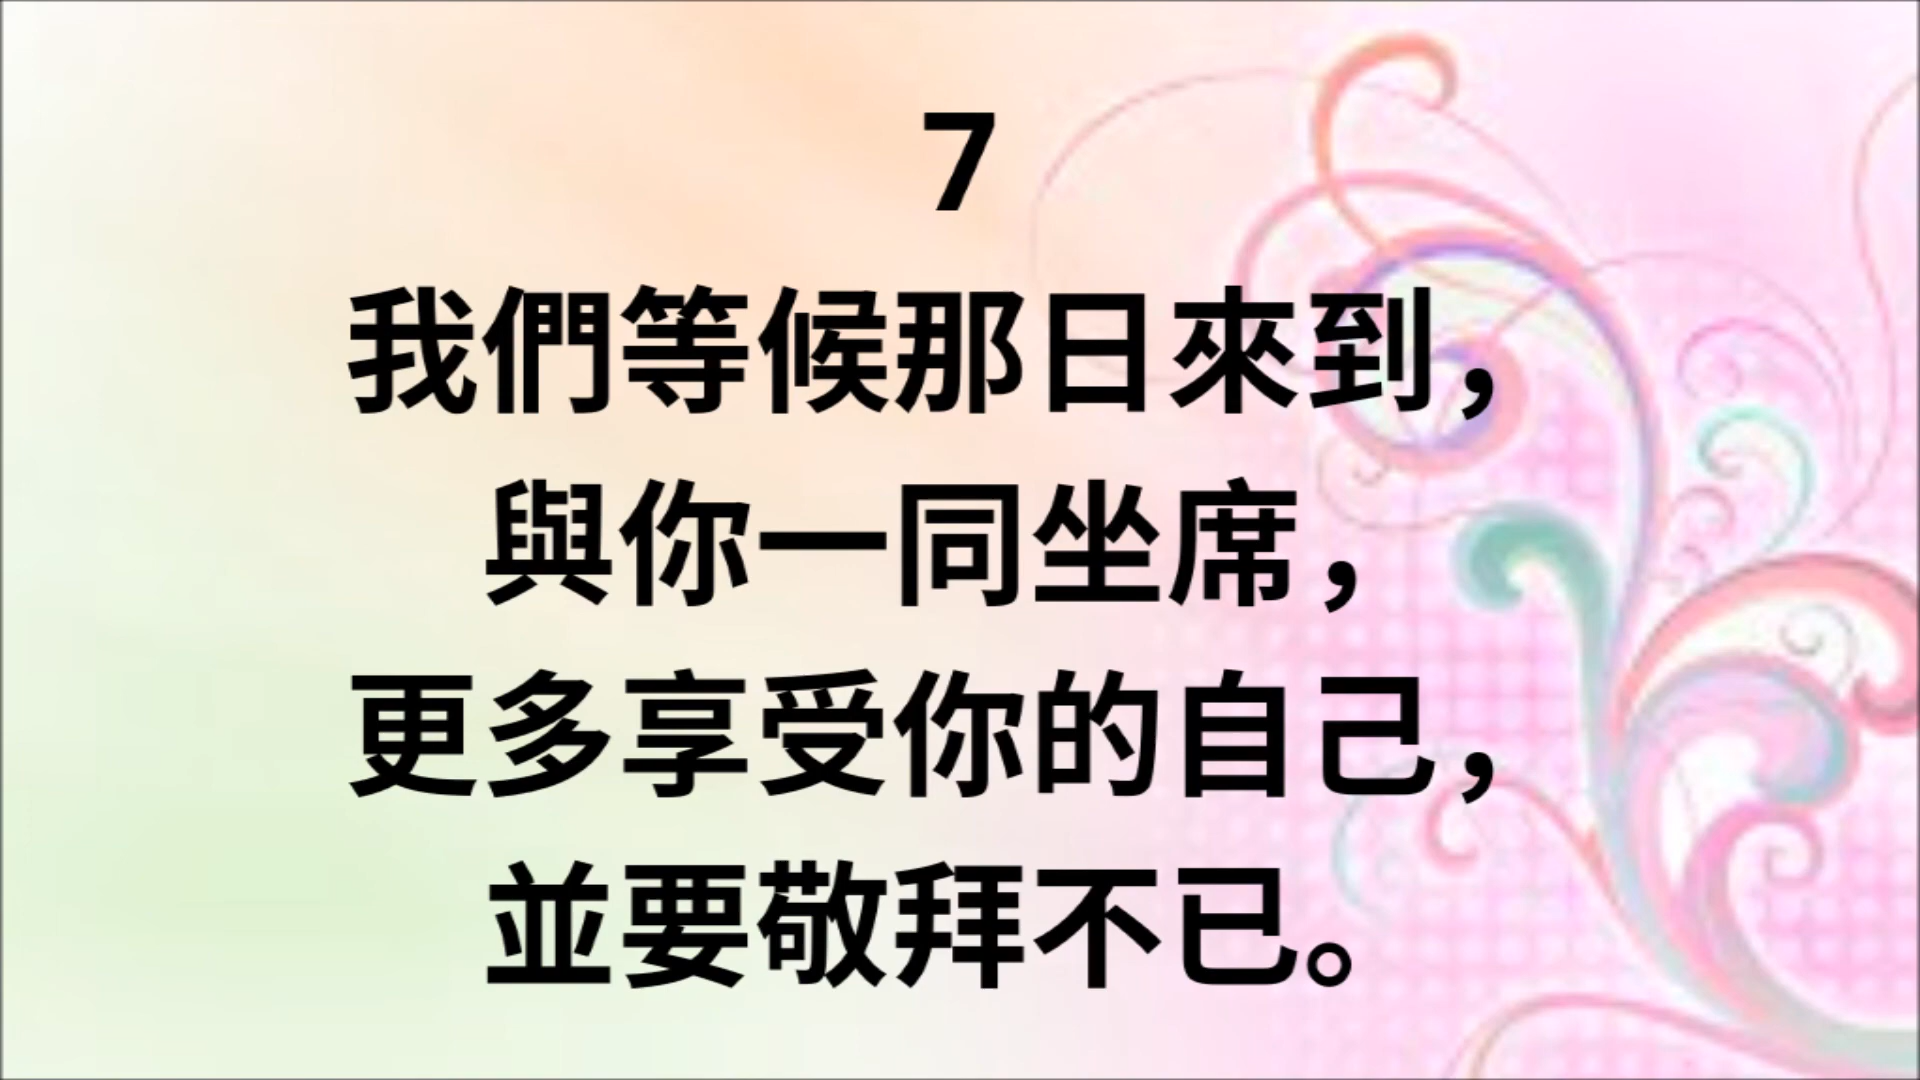 7
我們等候那日來到，
與你一同坐席，
更多享受你的自己，
並要敬拜不已。